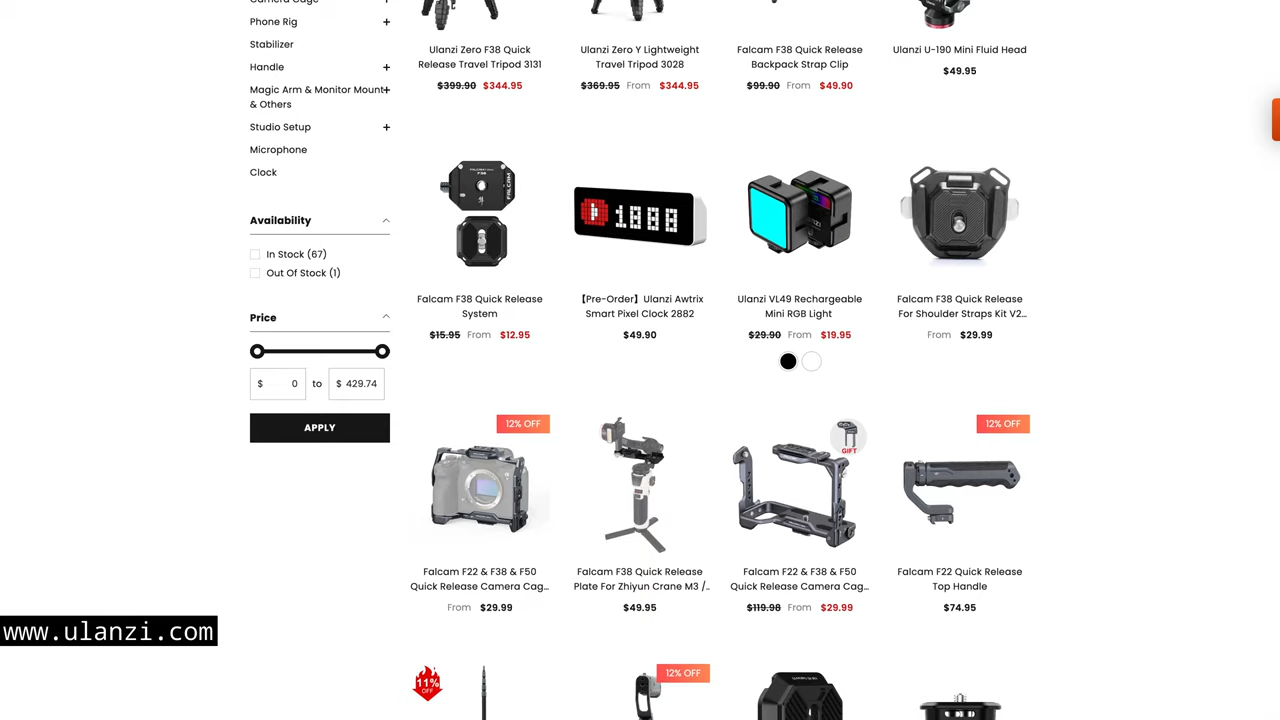 Camera Cage
Phone Rig +
Stabilizer
Handle +
Magic Arm & Monitor Mount +
& Others
Studio Setup +
Microphone
Clock
Availability
In Stock (67)
Out Of Stock (1)
Price
$ 0 to $ 429.74
APPLY
Ulanzi Zero F38 Quick
Release Travel Tripod 3131
$399.90 $344.95
Ulanzi Zero Y Lightweight
Travel Tripod 3028
$369.95 From $344.95
Falcam F38 Quick Release
Backpack Strap Clip
$99.90 From $49.90
Ulanzi U-190 Mini Fluid Head
$49.95
FALCAM
F38
1000
Falcam F38 Quick Release
System
$15.95 From $12.95
【Pre-Order】Ulanzi Awtrix
Smart Pixel Clock 2882
$49.90
Ulanzi VL49 Rechargeable
Mini RGB Light
$29.90 From $19.95
Falcam F38 Quick Release
For Shoulder Straps Kit V2...
From $29.99
12% OFF
Falcam F22 & F38 & F50
Quick Release Camera Cag...
From $29.99
Falcam F38 Quick Release
Plate For Zhiyun Crane M3 /...
$49.95
GIFT
Falcam F22 & F38 & F50
Quick Release Camera Cag...
$119.98 From $29.99
12% OFF
Falcam F22 Quick Release
Top Handle
$74.95
11%
OFF
12% OFF
www.ulanzi.com